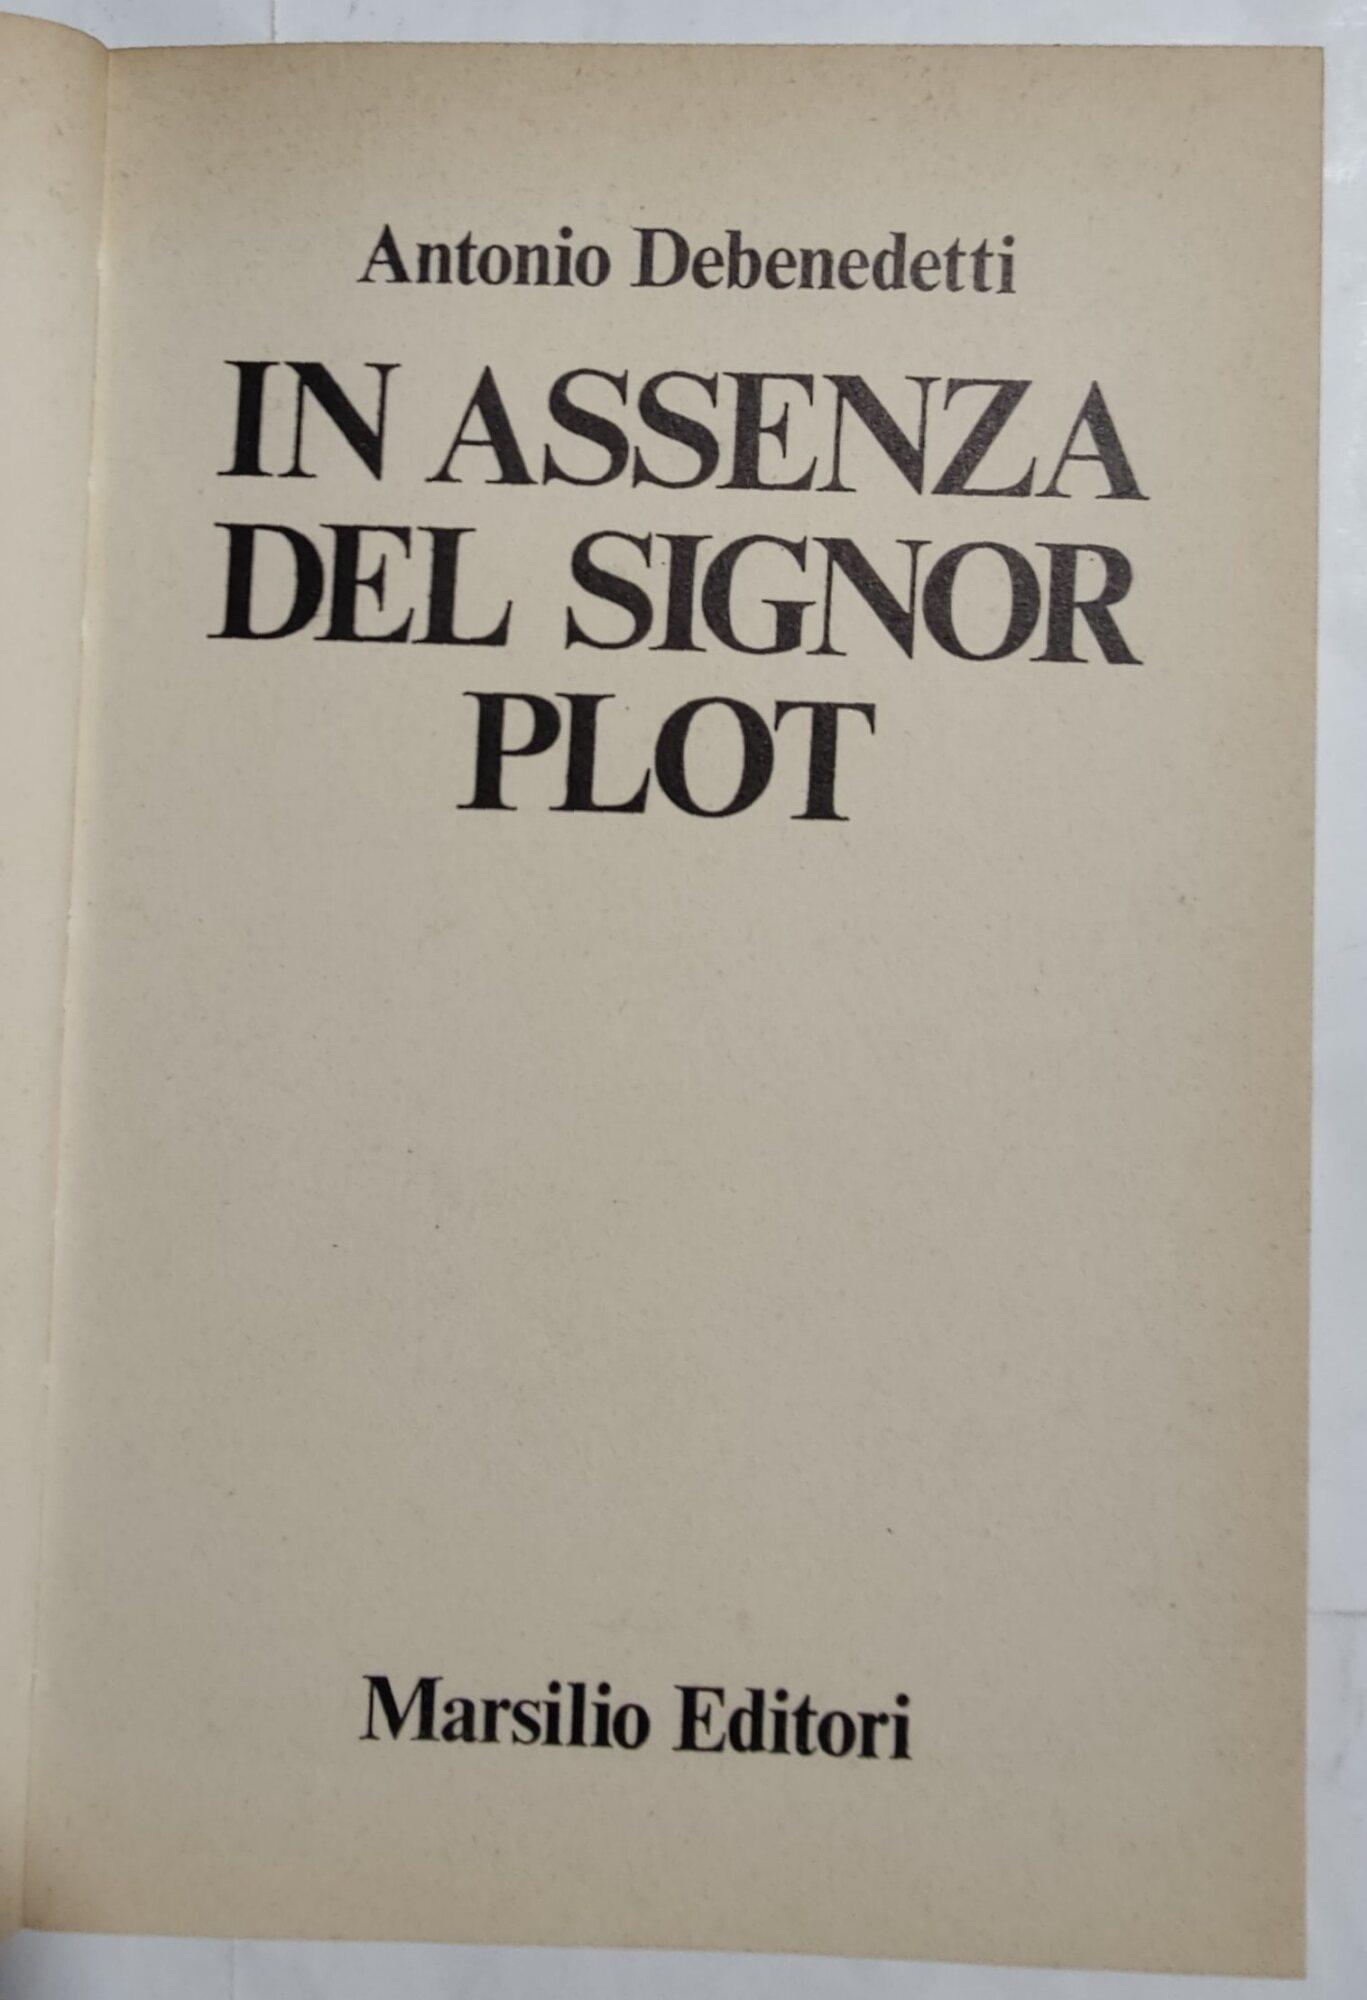 Antonio Debenedetti
IN ASSENZA
DEL SIGNOR
PLOT
Marsilio Editori